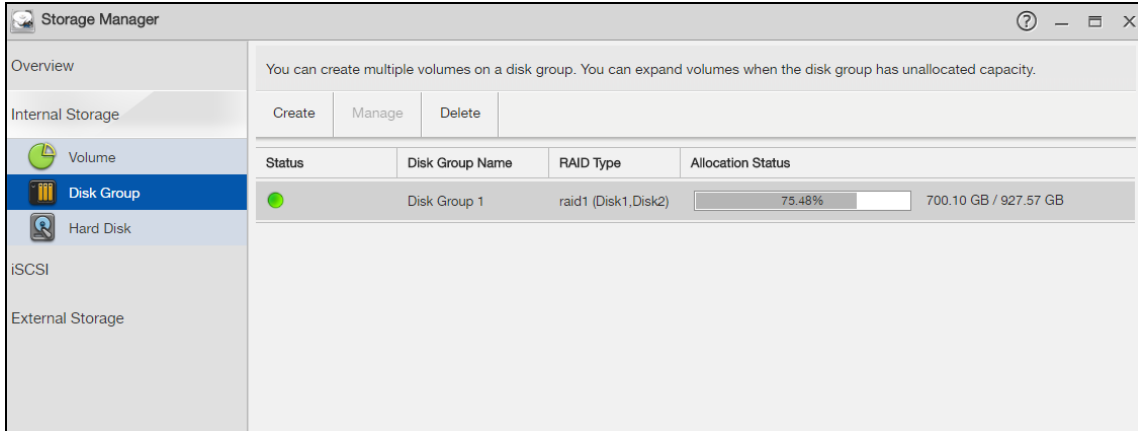 Storage Manager
Overview
Internal Storage
Volume
Disk Group
Hard Disk
iSCSI
External Storage
You can create multiple volumes on a disk group. You can expand volumes when the disk group has unallocated capacity.
Create Manage Delete
Status Disk Group Name RAID Type Allocation Status
Disk Group 1 raid1 (Disk1,Disk2) 75.48% 700.10 GB / 927.57 GB